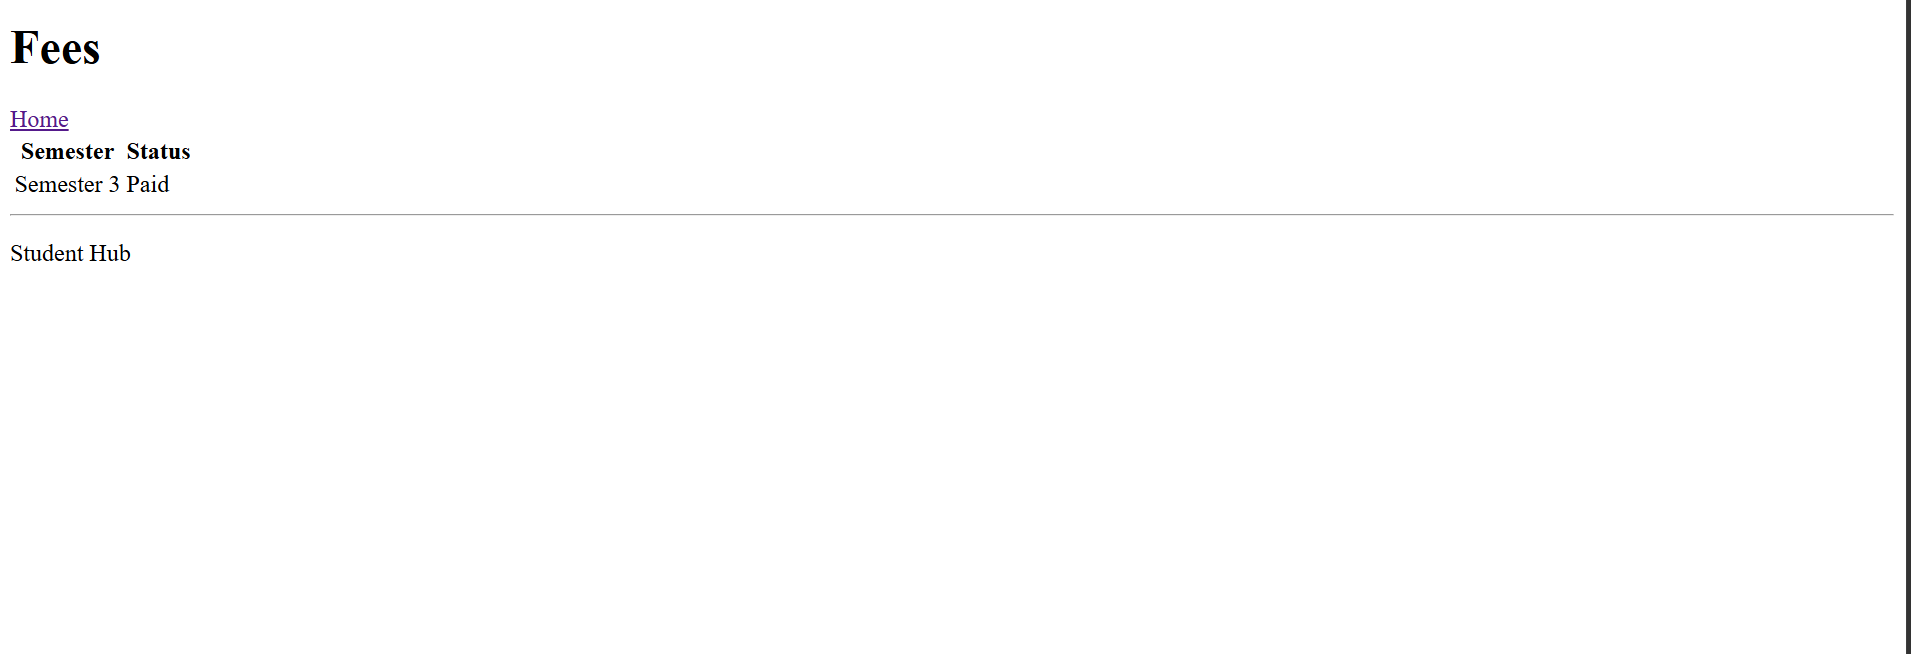 Fees
Home
Semester Status
Semester 3 Paid
Student Hub